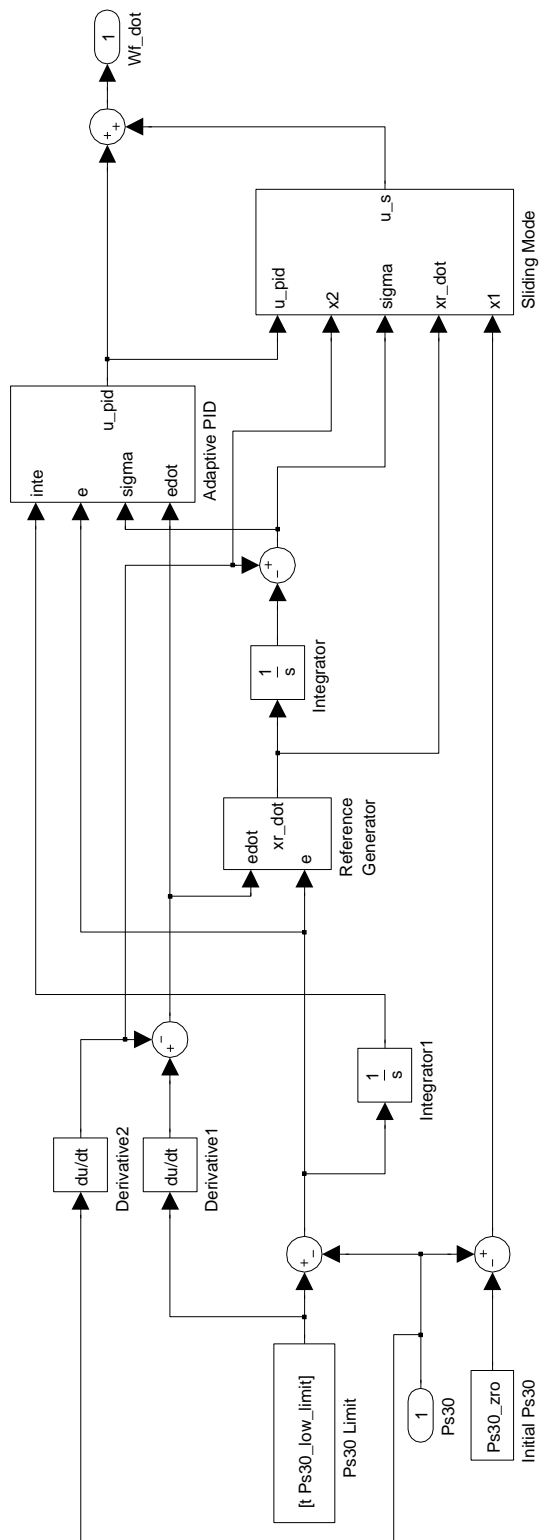 [t Ps30_low_limit]
Ps30 Limit
1
Ps30
Ps30_zro
Initial Ps30
du/dt
Derivative2
du/dt
Derivative1
+
-
+
-
+
-
1
s
Integrator1
+
-
edot
e
xr_dot
Reference
Generator
1
s
Integrator
+
-
inte
e
sigma
edot
u_pid
Adaptive PID
u_pid
x2
sigma
xr_dot
x1
u_s
Sliding Mode
+
+
1
Wf_dot